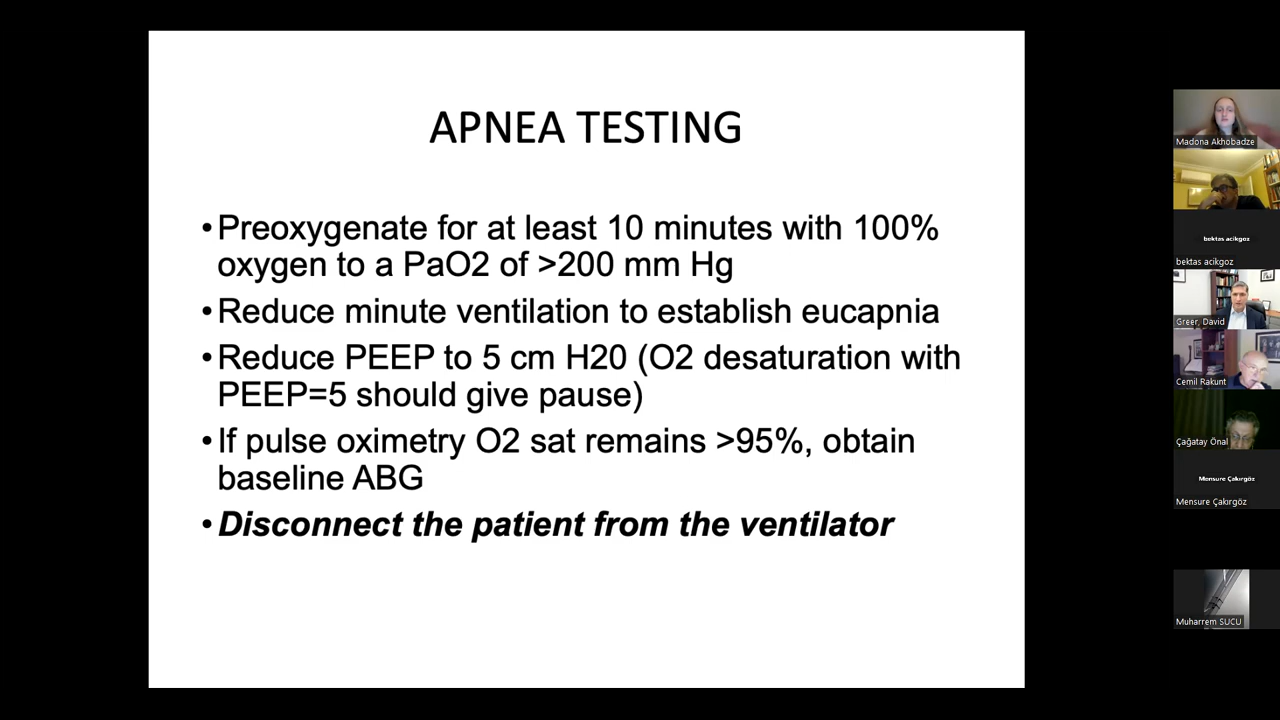 APNEA TESTING
•Preoxygenate for at least 10 minutes with 100%
oxygen to a PaO2 of >200 mm Hg
•Reduce minute ventilation to establish eucapnia
•Reduce PEEP to 5 cm H20 (O2 desaturation with
PEEP=5 should give pause)
•If pulse oximetry O2 sat remains >95%, obtain
baseline ABG
•Disconnect the patient from the ventilator
Madona Akhobadze
bektas acikgoz
bektas acikgoz
Greer, David
Cemil Rakunt
Çağatay Önal
Mensure Çakırgöz
Mensure Çakırgöz
Muharrem SUCU